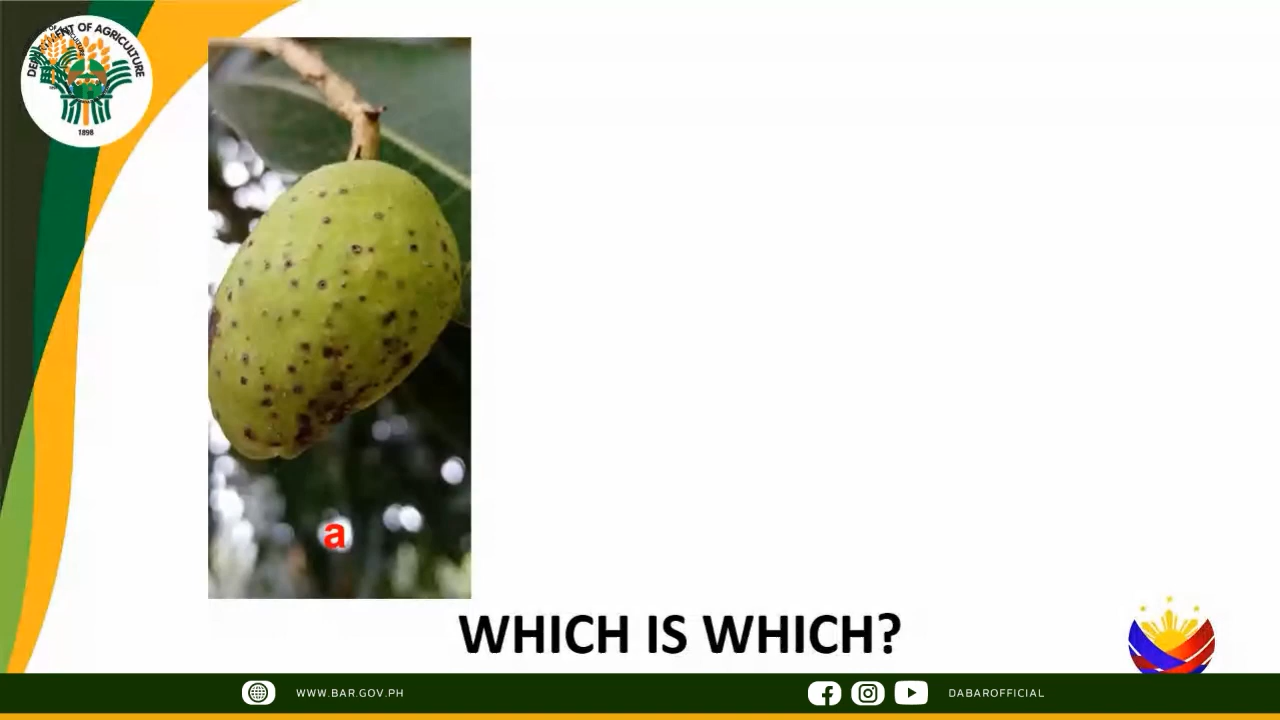 DEPARTMENT OF AGRICULTURE
1898
a
WHICH IS WHICH?
WWW.BAR.GOV.PH
DABAROFFICIAL